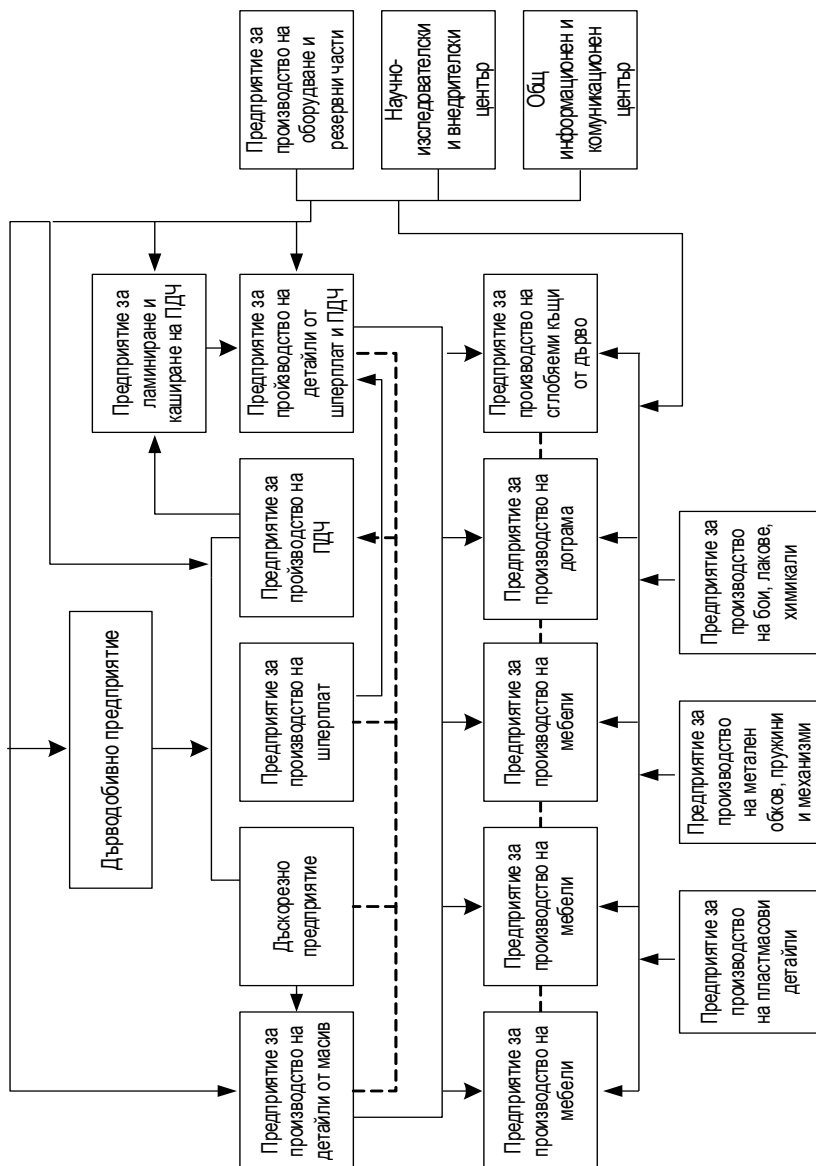 Дърводобивно предприятие
Предприятие за
ламиниране и
каширане на ПДЧ
Предприятие за
производство на
детайли от масив
Дъскорезно
предприятие
Предприятие за
производство на
шперплат
Предприятие за
пройзводство на
ПДЧ
Предприятие за
пройзводство на
детайли от
шперплат и ПДЧ
Предприятие за
производство на
оборудване и
резервни части
Научно-
изследователски
и внедрителски
център
Предприятие за
производство на
мебели
Предприятие за
производство на
мебели
Предприятие за
производство на
мебели
Предприятие за
производство на
дограма
Предприятие за
производство на
сглобяеми къщи
от дърво
Общ
информационен и
комуникационен
център
Предприятие за
производство
на пластмасови
детайли
Предприятие за
производство
на метален
обков, пружини
и механизми
Предприятие за
производство
на бои, лакове,
химикали